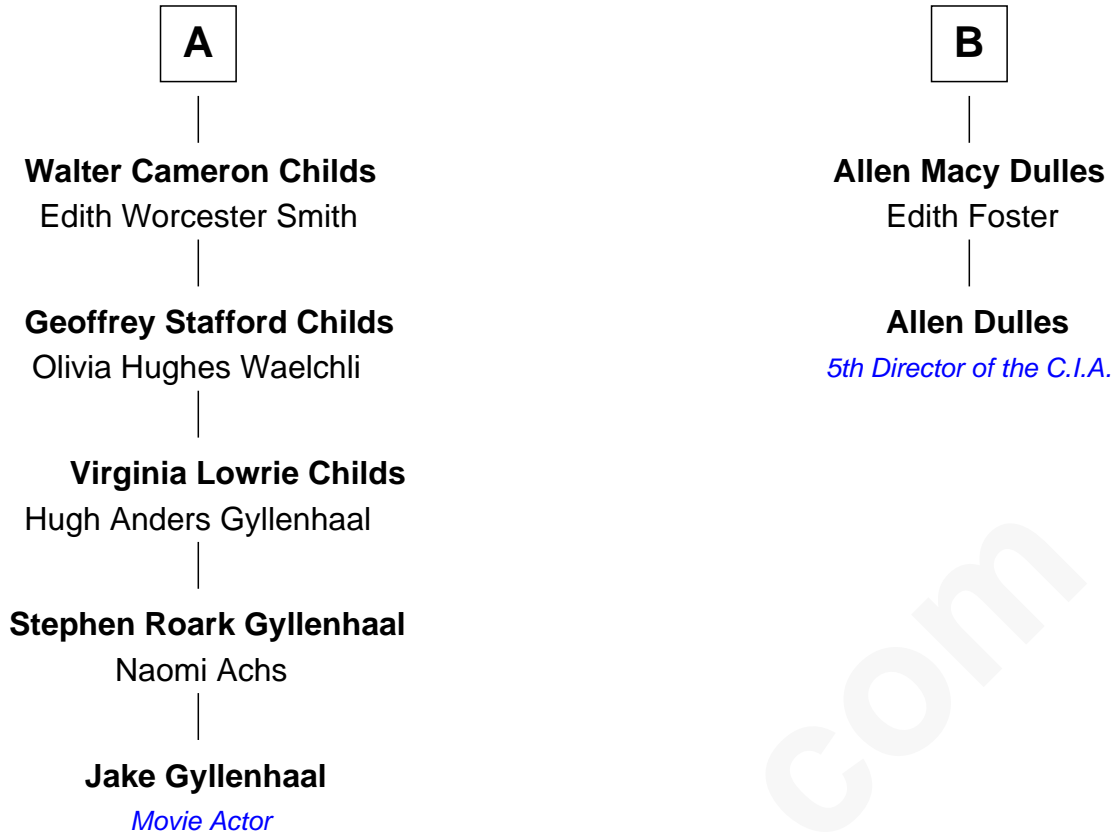 A
Walter Cameron Childs
Edith Worcester Smith
Geoffrey Stafford Childs
Olivia Hughes Waelchli
Virginia Lowrie Childs
Hugh Anders Gyllenhaal
Stephen Roark Gyllenhaal
Naomi Achs
Jake Gyllenhaal
Movie Actor
B
Allen Macy Dulles
Edith Foster
Allen Dulles
5th Director of the C.I.A.
com